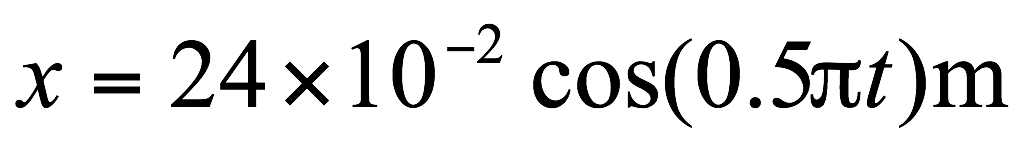 x = 24×10⁻² cos(0.5πt)m